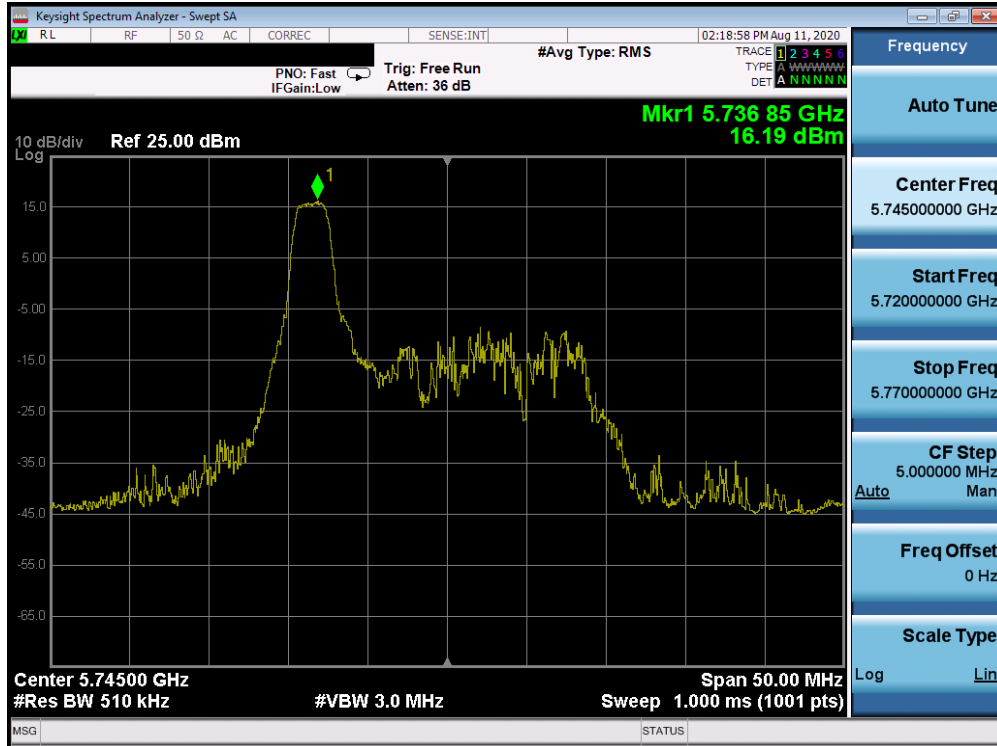 Keysight Spectrum Analyzer - Swept SA
LXI RL RF 50 Ω AC CORREC SENSE:INT 02:18:58 PM Aug 11, 2020
#Avg Type: RMS
TRACE 1 2 3 4 5 6
TYPE A WWWWW
DET A N N N N N
PNO: Fast
IFGain:Low
Trig: Free Run
Atten: 36 dB
Mkr1 5.736 85 GHz
16.19 dBm
10 dB/div Ref 25.00 dBm
Log
1
15.0
5.00
-5.00
-15.0
-25.0
-35.0
-45.0
-55.0
-65.0
Center 5.74500 GHz Span 50.00 MHz
#Res BW 510 kHz #VBW 3.0 MHz Sweep 1.000 ms (1001 pts)
MSG STATUS
Frequency
Auto Tune
Center Freq
5.745000000 GHz
Start Freq
5.720000000 GHz
Stop Freq
5.770000000 GHz
CF Step
5.000000 MHz
Auto Man
Freq Offset
0 Hz
Scale Type
Log Lin